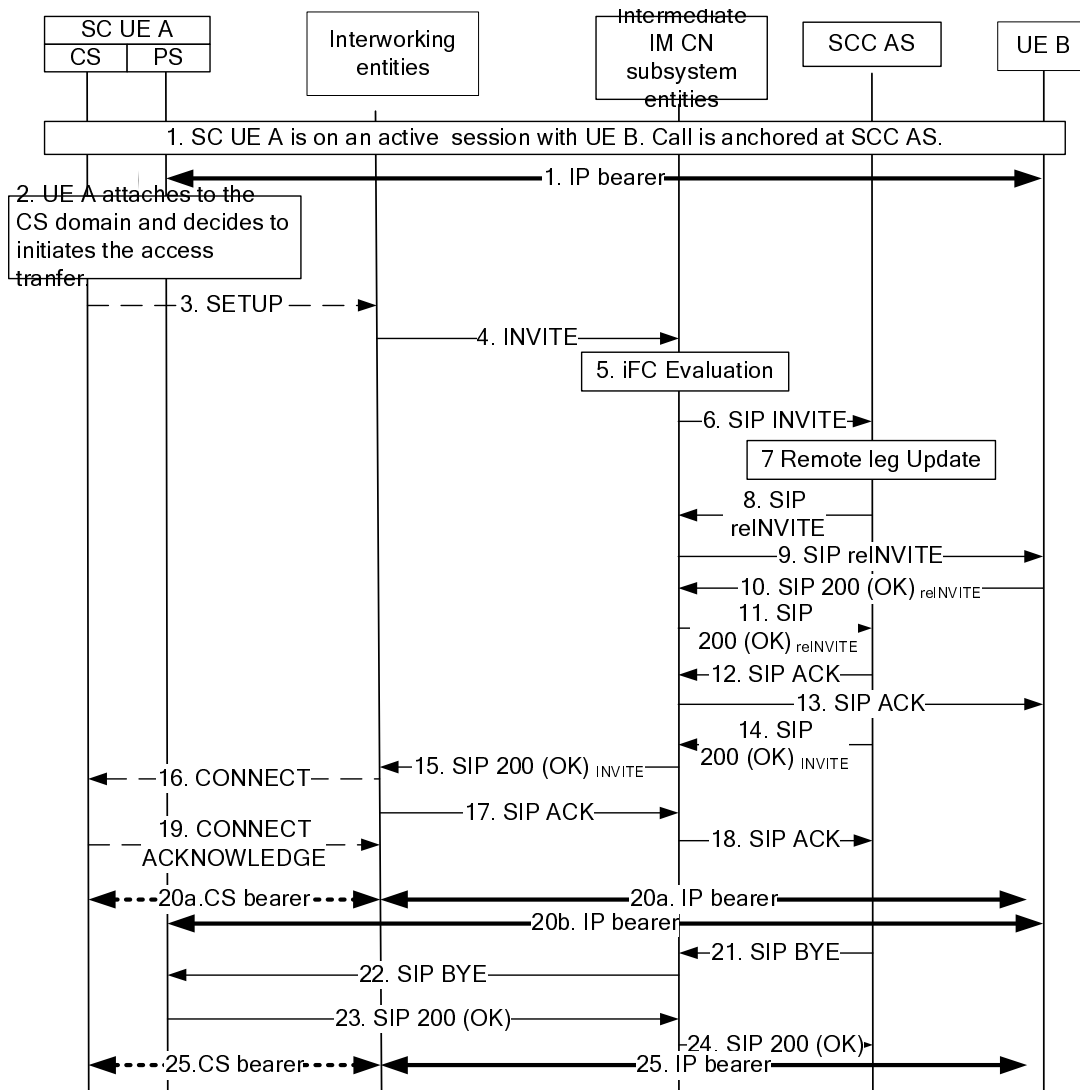 SC UE A
CS
PS
Interworking
entities
Intermediate
IM CN
subsystem
entities
SCC AS
UE B
1. SC UE A is on an active session with UE B. Call is anchored at SCC AS.
1. IP bearer
2. UE A attaches to the
CS domain and decides to
initiates the access
tranfer.
3. SETUP
4. INVITE
5. iFC Evaluation
6. SIP INVITE
7 Remote leg Update
8. SIP
reINVITE
9. SIP reINVITE
10. SIP 200 (OK) reINVITE
11. SIP
200 (OK) reINVITE
12. SIP ACK
13. SIP ACK
14. SIP
200 (OK) INVITE
15. SIP 200 (OK) INVITE
16. CONNECT
17. SIP ACK
18. SIP ACK
19. CONNECT
ACKNOWLEDGE
20a.CS bearer
20a. IP bearer
20b. IP bearer
21. SIP BYE
22. SIP BYE
23. SIP 200 (OK)
24. SIP 200 (OK)
25.CS bearer
25. IP bearer